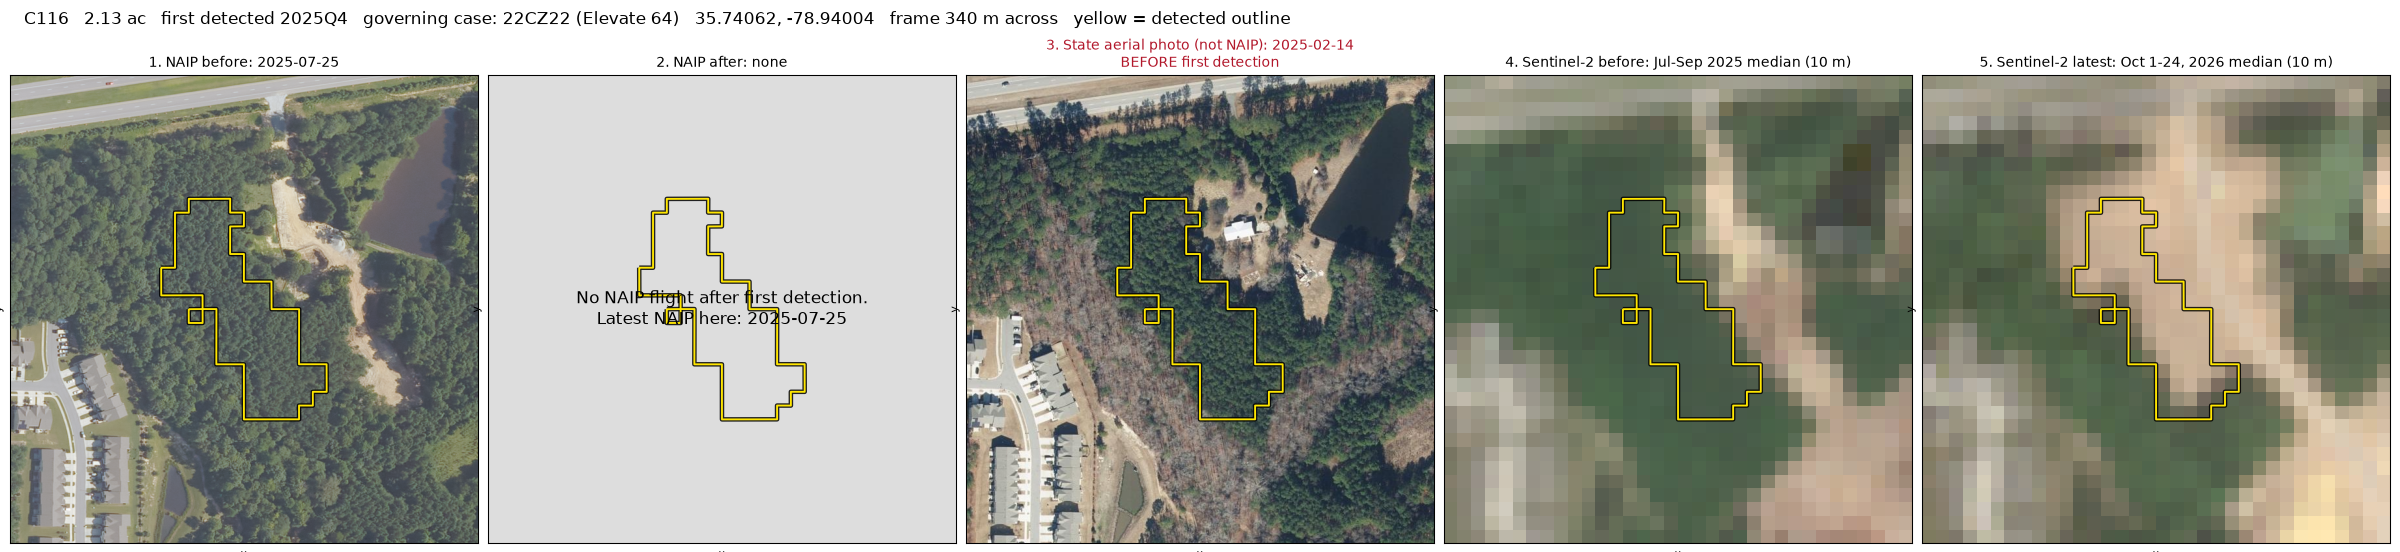 C116   2.13 ac   first detected 2025Q4   governing case: 22CZ22 (Elevate 64)   35.74062, -78.94004   frame 340 m across   yellow = detected outline
1. NAIP before: 2025-07-25
2. NAIP after: none
3. State aerial photo (not NAIP): 2025-02-14
BEFORE first detection
4. Sentinel-2 before: Jul-Sep 2025 median (10 m)
5. Sentinel-2 latest: Oct 1-24, 2026 median (10 m)
No NAIP flight after first detection.
Latest NAIP here: 2025-07-25